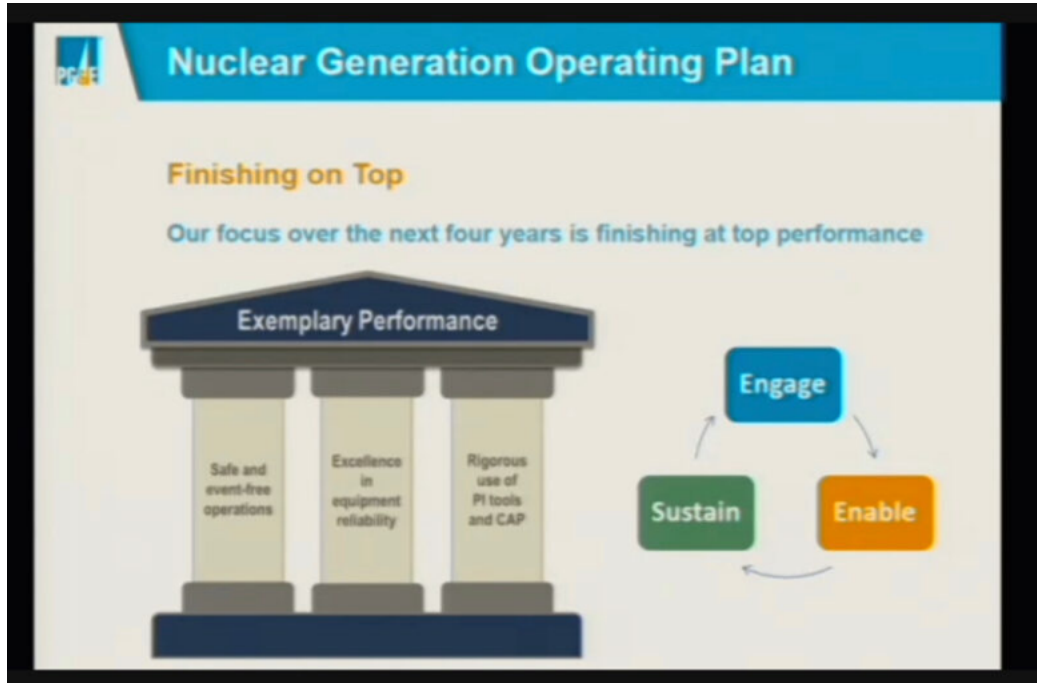 PG&E
Nuclear Generation Operating Plan
Finishing on Top
Our focus over the next four years is finishing at top performance
Exemplary Performance
Safe and
event-free
operations
Excellence
in
equipment
reliability
Rigorous
use of
PI tools
and CAP
Engage
Sustain
Enable